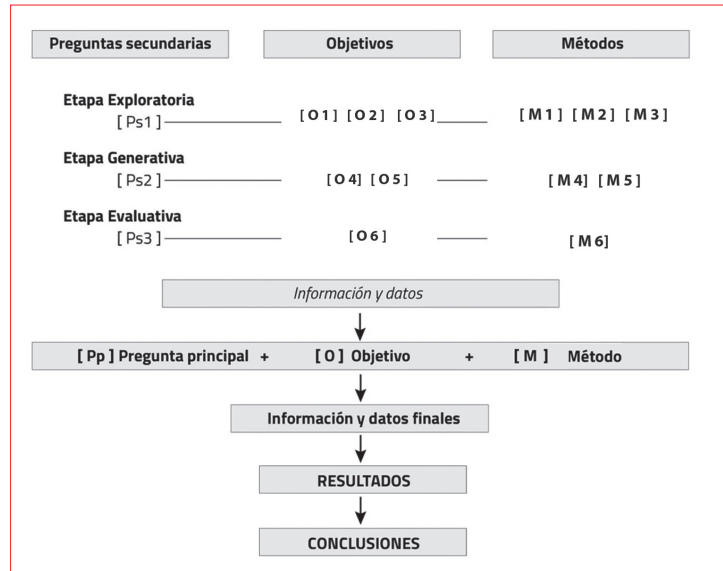 Preguntas secundarias Objetivos Métodos
Etapa Exploratoria
[ Ps1 ] [ O 1 ] [ O 2 ] [ O 3 ] [ M 1 ] [ M 2 ] [ M 3 ]
Etapa Generativa
[ Ps2 ] [ O 4 ] [ O 5 ] [ M 4 ] [ M 5 ]
Etapa Evaluativa
[ Ps3 ] [ O 6 ] [ M 6 ]
Información y datos
[ Pp ] Pregunta principal + [ O ] Objetivo + [ M ] Método
Información y datos finales
RESULTADOS
CONCLUSIONES